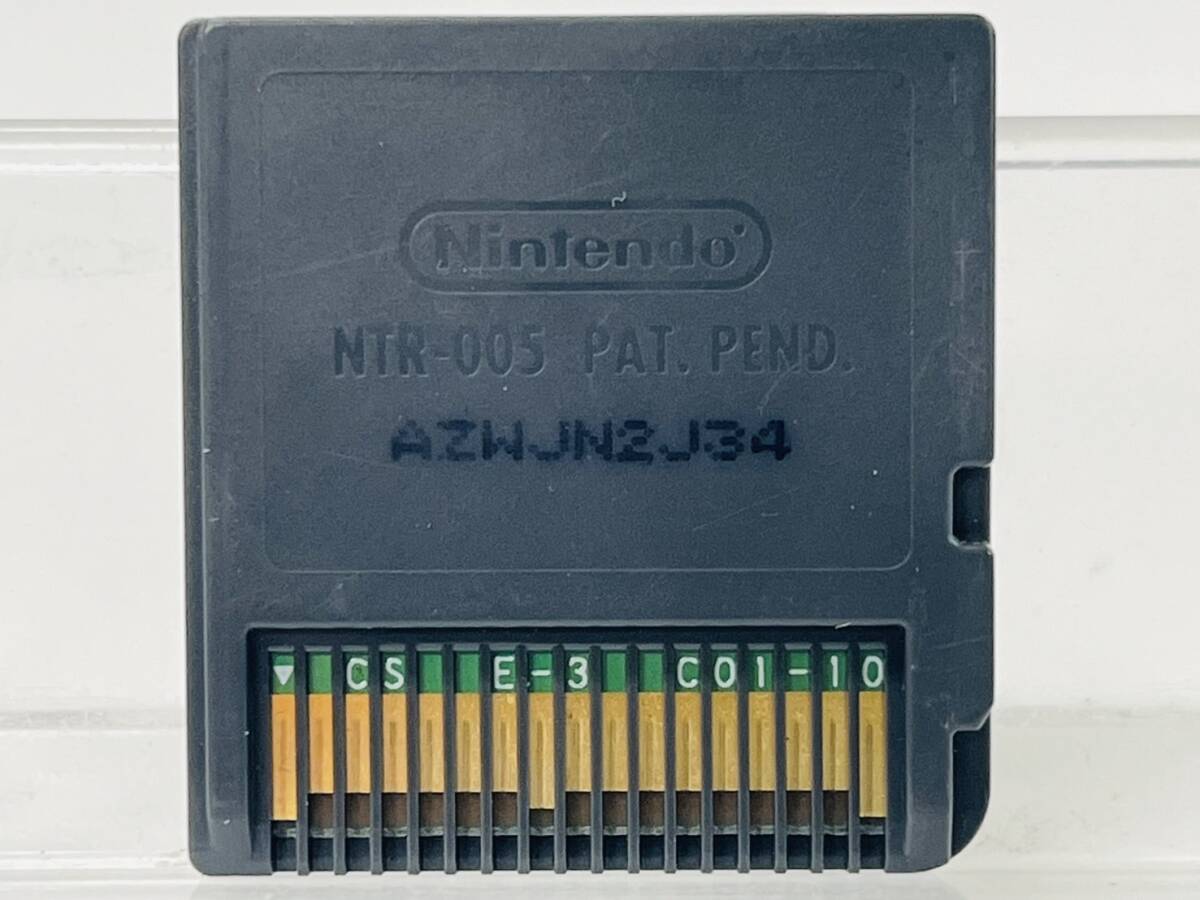 Nintendo
NTR-005 PAT. PEND.
AZWJN2J34
CS E-3 C01-10